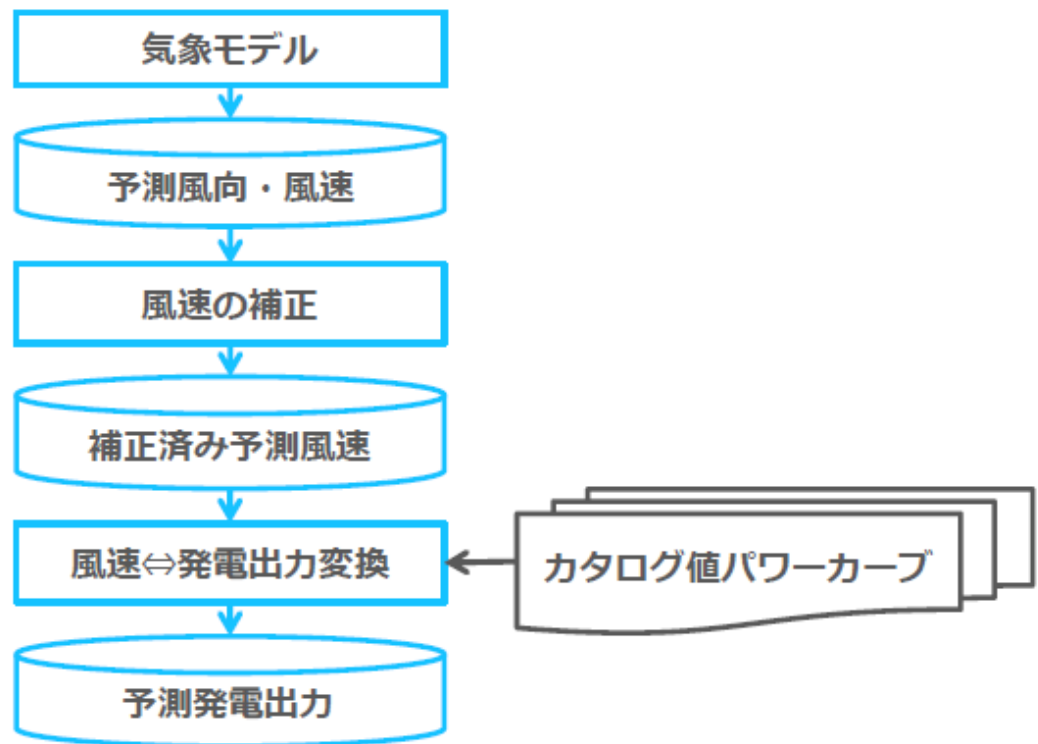 気象モデル
予測風向・風速
風速の補正
補正済み予測風速
風速⇔発電出力変換
カタログ値パワーカーブ
予測発電出力